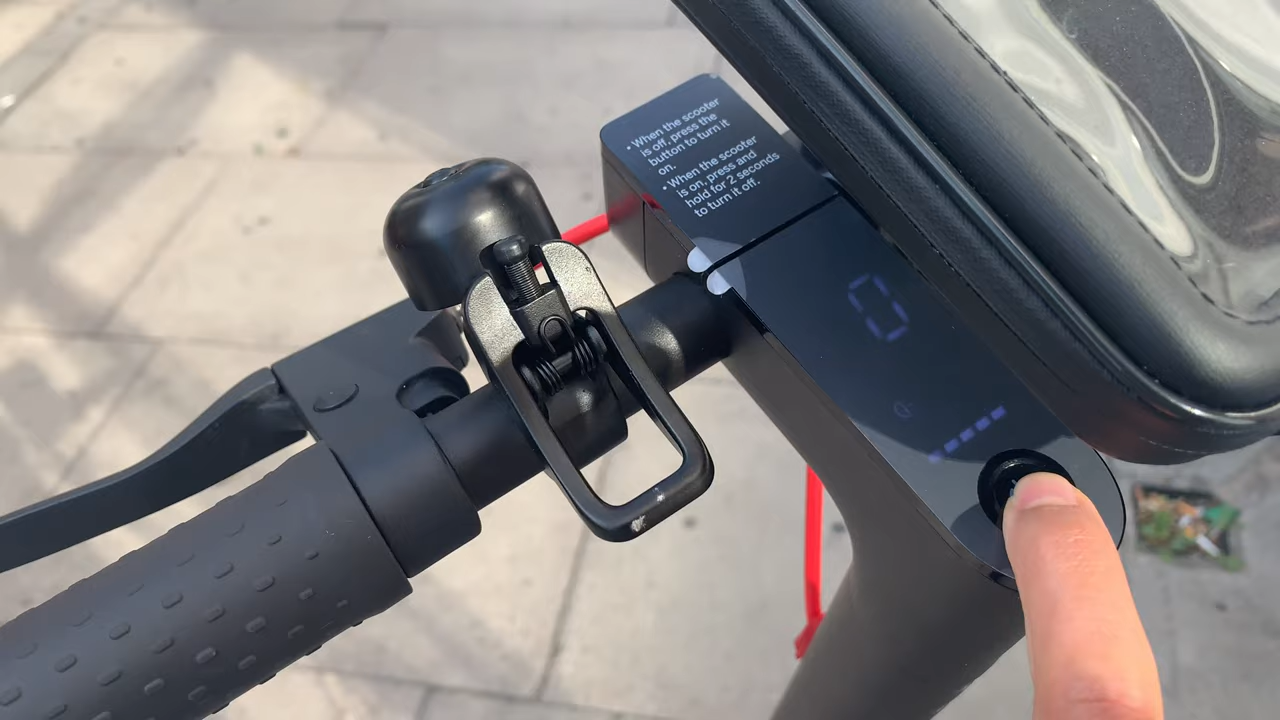 • When the scooter
is off, press the
button to turn it
on.
• When the scooter
is on, press and
hold for 2 seconds
to turn it off.
0